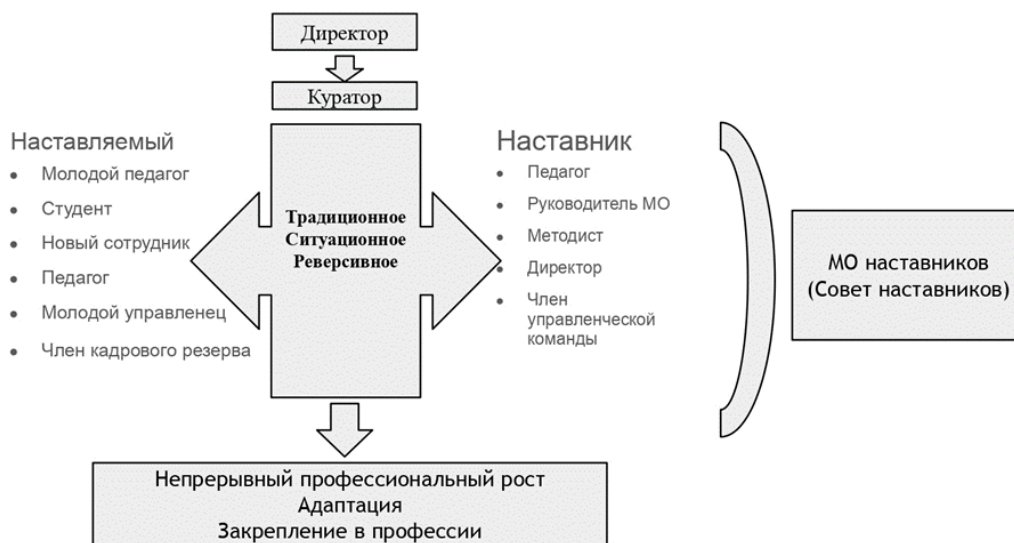 Директор
Куратор
Наставляемый
Молодой педагог
Студент
Новый сотрудник
Педагог
Молодой управленец
Член кадрового резерва
Традиционное
Ситуационное
Реверсивное
Наставник
Педагог
Руководитель МО
Методист
Директор
Член
управленческой
команды
МО наставников
(Совет наставников)
Непрерывный профессиональный рост
Адаптация
Закрепление в профессии